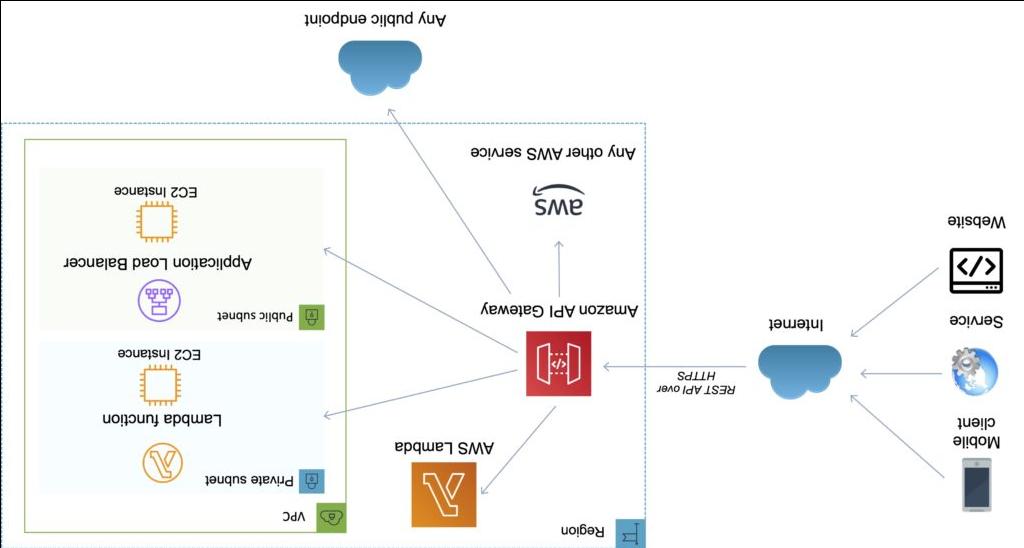 Region
Mobile
client
Service
Website
Internet
REST API over
HTTPS
AWS Lambda
Amazon API Gateway
aws
Any other AWS service
VPC
Private subnet
Lambda function
EC2 Instance
Public subnet
Application Load Balancer
EC2 Instance
Any public endpoint